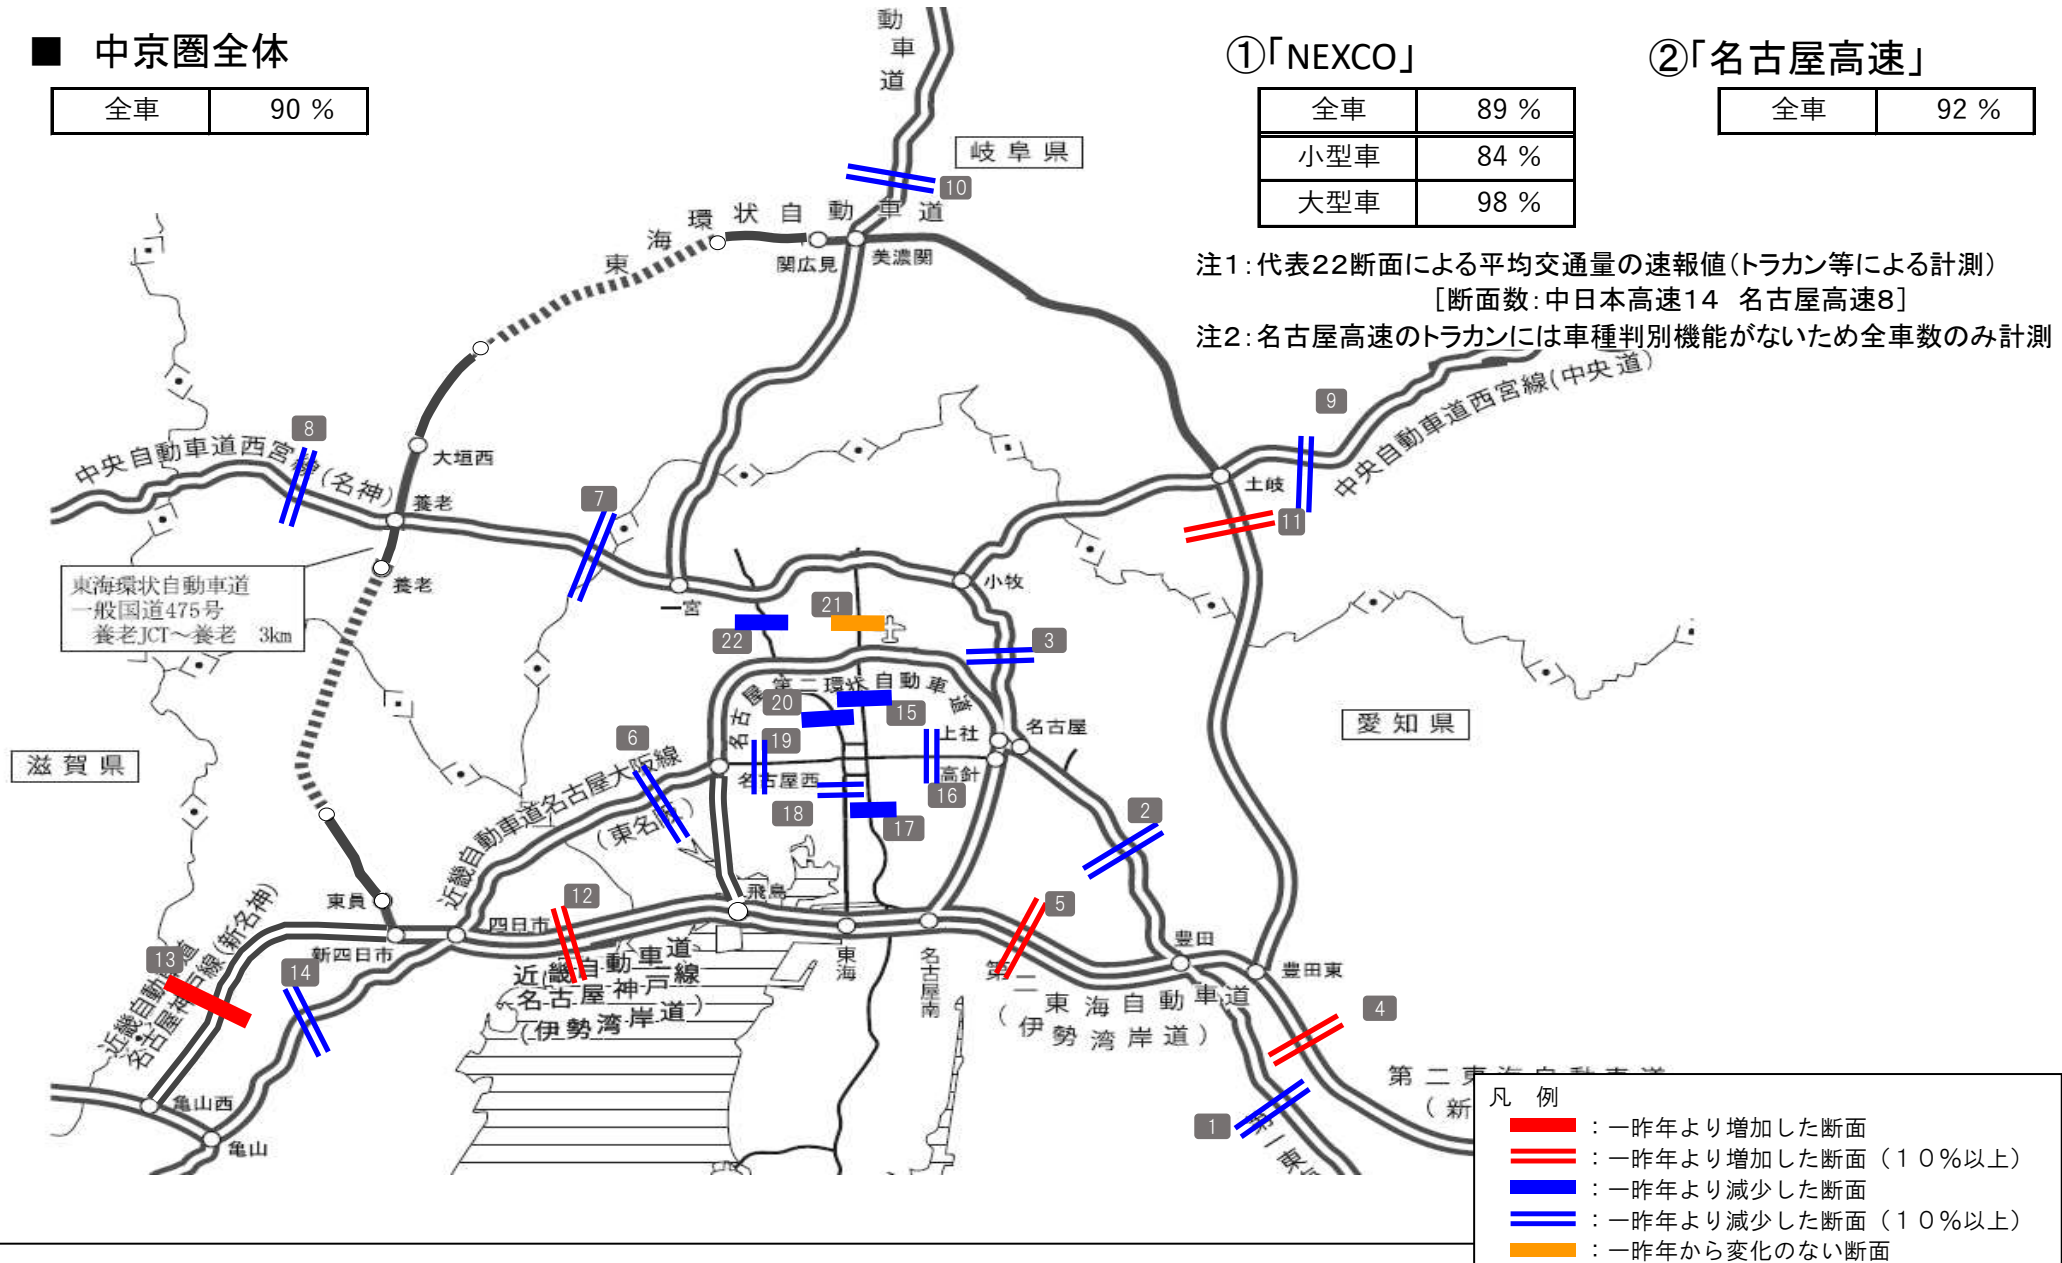 ■ 中京圏全体
全車 90 %
①「NEXCO」
全車 89 %
小型車 84 %
大型車 98 %
②「名古屋高速」
全車 92 %
注1：代表22断面による平均交通量の速報値（トラカン等による計測）
［断面数：中日本高速14 名古屋高速8］
注2：名古屋高速のトラカンには車種判別機能がないため全車数のみ計測
動車道
岐阜県
10
東海環状自動車道
関広見
美濃関
9
中央自動車道西宮線(中央道)
8
中央自動車道西宮線(名神)
大垣西
養老
7
土岐
11
東海環状自動車道
一般国道475号
養老JCT～養老 3km
養老
一宮
小牧
21
22
3
名古屋第二環状自動車道
20
15
上社
名古屋
愛知県
滋賀県
6
19
名古屋西
高針
16
近畿自動車道名古屋大阪線
(東名阪)
18
17
2
東員
飛島
12
四日市
5
新四日市
豊田
13
14
近畿自動車道
名古屋神戸線(新名神)
近畿自動車道
名古屋神戸線
(伊勢湾岸道)
東海
名古屋南
豊田東
第二東海自動車道
(伊勢湾岸道)
4
亀山西
亀山
1
第一東
第二東海自動車道
(新
凡 例
：一昨年より増加した断面
：一昨年より増加した断面（１０％以上）
：一昨年より減少した断面
：一昨年より減少した断面（１０％以上）
：一昨年から変化のない断面